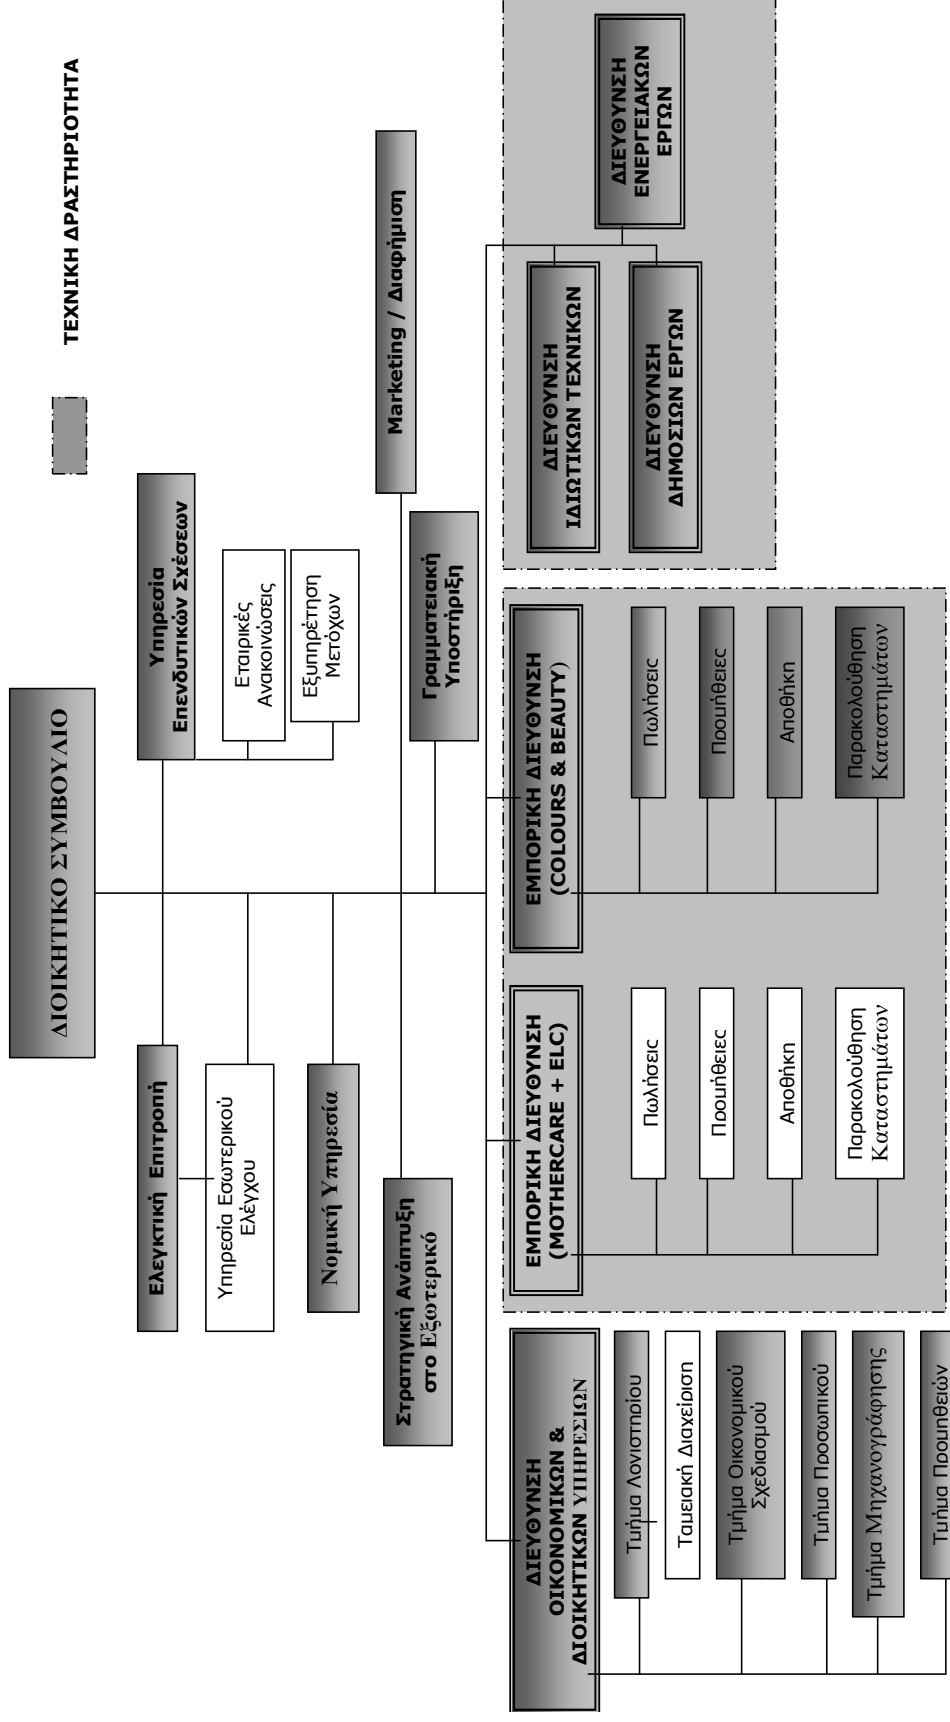 ΤΕΧΝΙΚΗ ΔΡΑΣΤΗΡΙΟΤΗΤΑ
ΔΙΟΙΚΗΤΙΚΟ ΣΥΜΒΟΥΛΙΟ
Ελεγκτική Επιτροπή
Υπηρεσία Εσωτερικού
Ελέγχου
Υπηρεσία
Επενδυτικών Σχέσεων
Εταιρικές
Ανακοινώσεις
Εξυπηρέτηση
Μετόχων
Νομική Υπηρεσία
Στρατηγική Ανάπτυξη
στο Εξωτερικό
Marketing / Διαφήμιση
Γραμματειακή
Υποστήριξη
ΔΙΕΥΘΥΝΣΗ
ΟΙΚΟΝΟΜΙΚΩΝ &
ΔΙΟΙΚΗΤΙΚΩΝ ΥΠΗΡΕΣΙΩΝ
Τμήμα Λογιστηρίου
Ταμειακή Διαχείριση
Τμήμα Οικονομικού
Σχεδιασμού
Τμήμα Προσωπικού
Τμήμα Μηχανογράφησης
Τμήμα Προμηθειών
ΕΜΠΟΡΙΚΗ ΔΙΕΥΘΥΝΣΗ
(MOTHERCARE + ELC)
Πωλήσεις
Προμήθειες
Αποθήκη
Παρακολούθηση
Καταστημάτων
ΕΜΠΟΡΙΚΗ ΔΙΕΥΘΥΝΣΗ
(COLOURS & BEAUTY)
Πωλήσεις
Προμήθειες
Αποθήκη
Παρακολούθηση
Καταστημάτων
ΔΙΕΥΘΥΝΣΗ
ΙΔΙΩΤΙΚΩΝ ΤΕΧΝΙΚΩΝ
ΔΙΕΥΘΥΝΣΗ
ΔΗΜΟΣΙΩΝ ΕΡΓΩΝ
ΔΙΕΥΘΥΝΣΗ
ΕΝΕΡΓΕΙΑΚΩΝ
ΕΡΓΩΝ